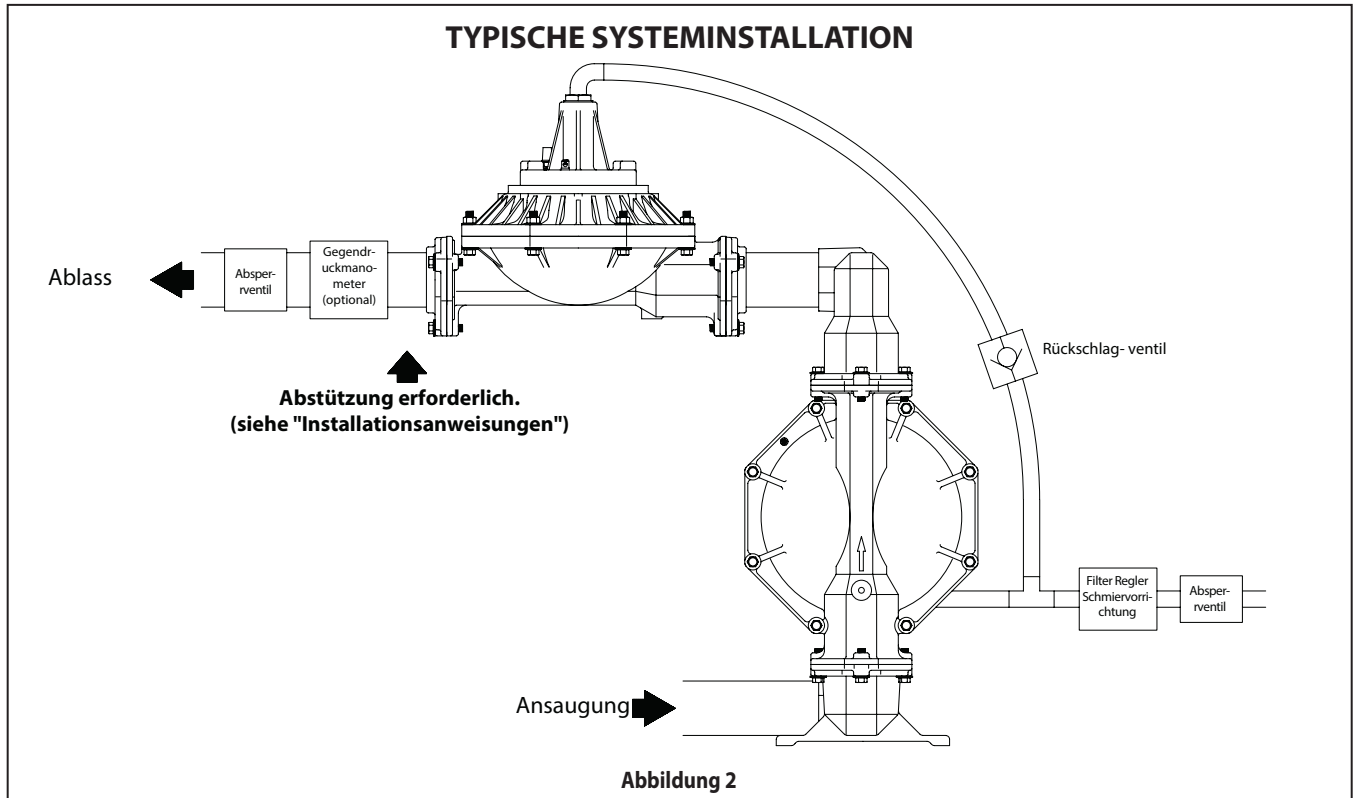 TYPISCHE SYSTEMINSTALLATION
Ablass
Absper-
rventil
Gegendr-
uckmano-
meter
(optional)
Rückschlag- ventil
Abstützung erforderlich.
(siehe "Installationsanweisungen")
Filter Regler
Schmiervorri-
chtung
Absper-
rventil
Ansaugung
Abbildung 2